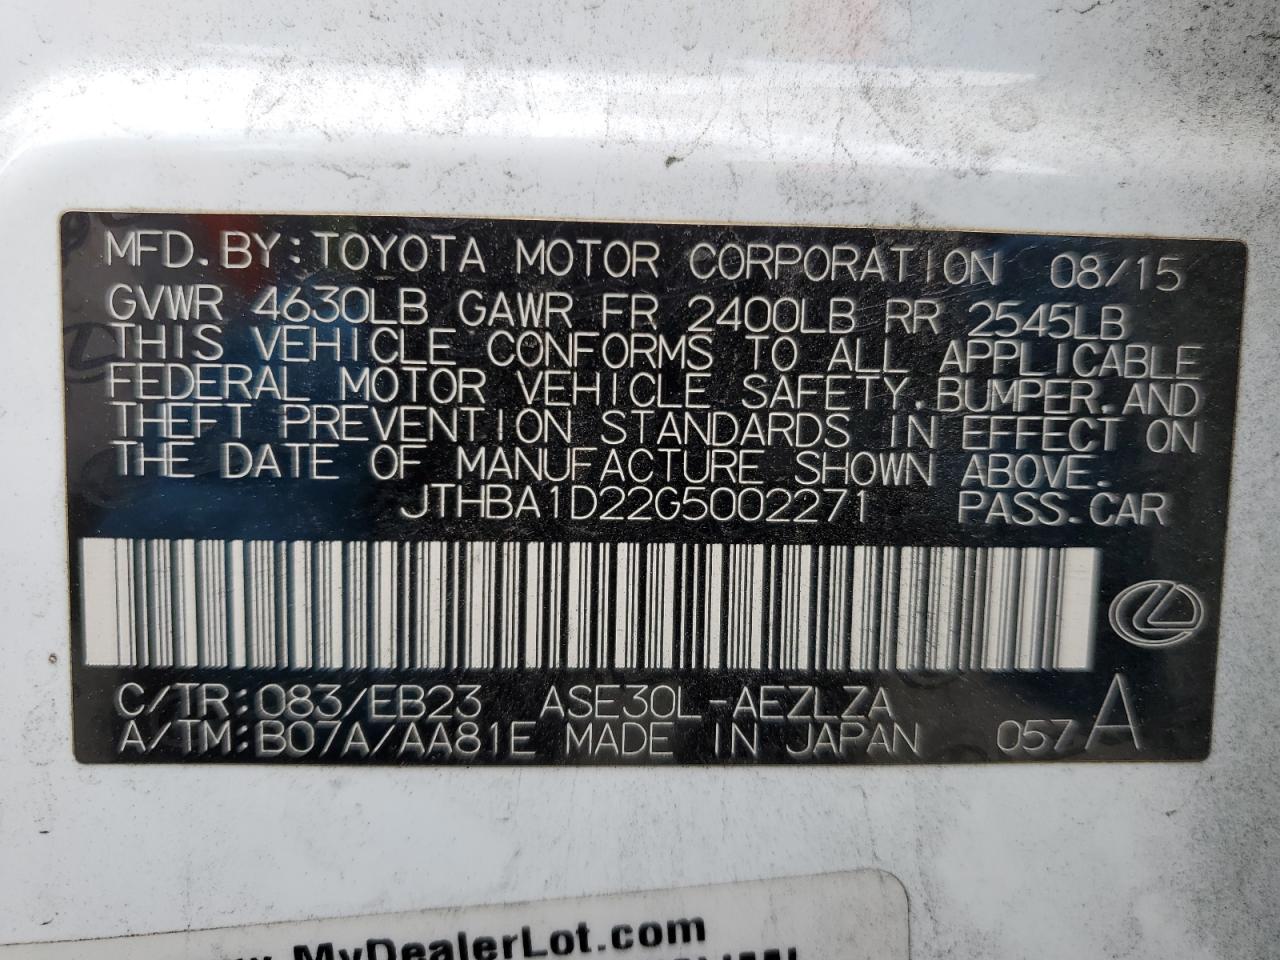 MFD. BY: TOYOTA MOTOR CORPORATION 08/15
GVWR 4630LB GAWR FR 2400LB RR 2545LB
THIS VEHICLE CONFORMS TO ALL APPLICABLE
FEDERAL MOTOR VEHICLE SAFETY, BUMPER, AND
THEFT PREVENTION STANDARDS IN EFFECT ON
THE DATE OF MANUFACTURE SHOWN ABOVE.
JTHBA1D22G5002271 PASS. CAR
C/TR: 083/EB23 ASE30L-AEZLZA
A/TM: B07A/AA81E MADE IN JAPAN 057 A
MyDealerLot.com